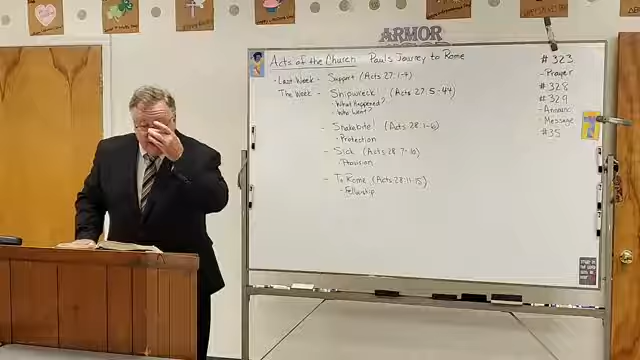 ARMOR
Acts of the Church Paul's Journey to Rome
- Last Week - Support (Acts 27:1-4)
This Week - Shipwreck! (Acts 27:5-44)
- What Happened?
- Who Went?
- Snakebite! (Acts 28:1-6)
- Protection
- Sick (Acts 28:7-10)
- Provision
- To Rome (Acts 28:11-15)
- Fellowship
#323
- Prayer
#328
#329
- Announc.
- Message
#35